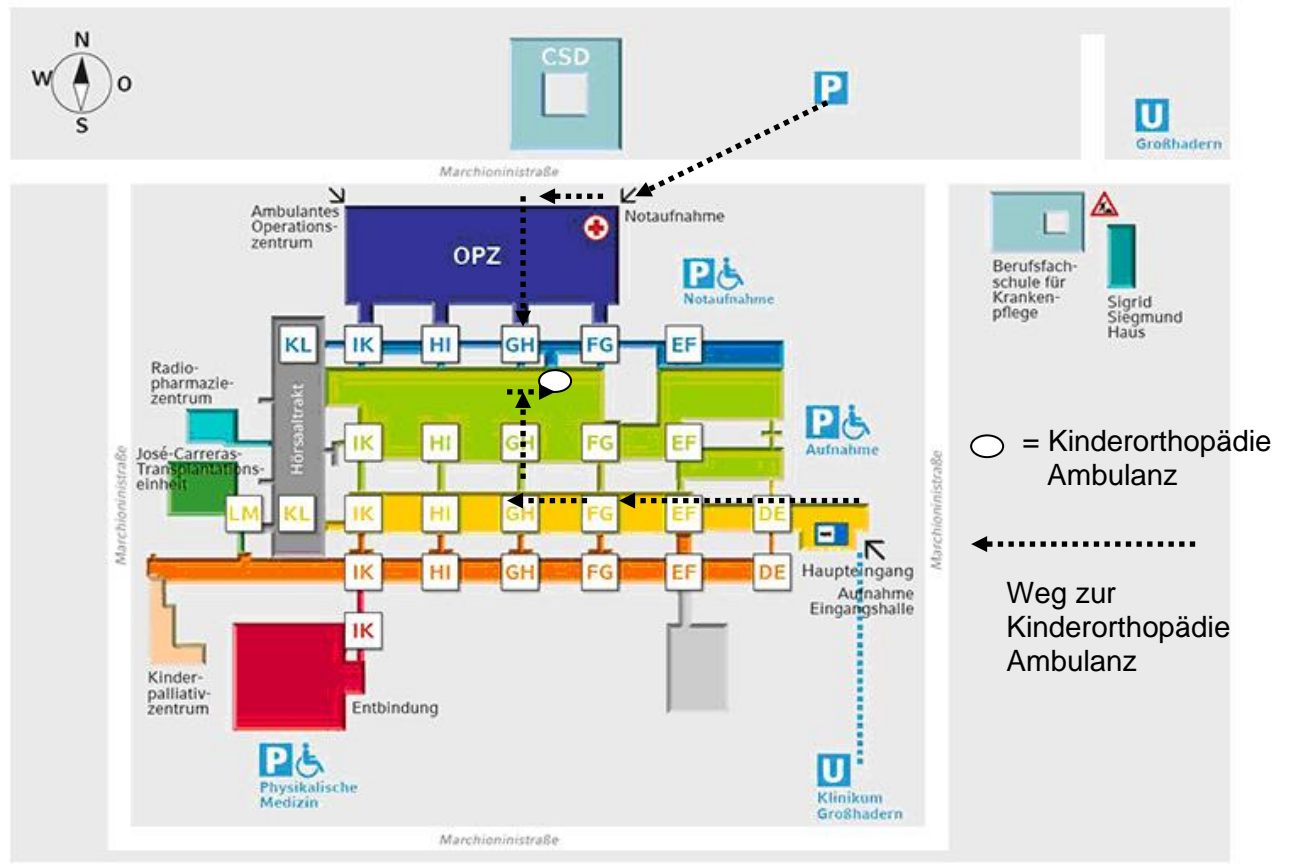 N
W
O
S
CSD
P
U
Großhadern
Marchioninistraße
Ambulantes
Operations-
zentrum
Notaufnahme
OPZ
P
Notaufnahme
Berufsfach-
schule für
Kranken-
pflege
Sigrid
Siegmund
Haus
KL
IK
HI
GH
FG
EF
Radio-
pharmazie-
zentrum
Hörsaaltrakt
IK
HI
GH
FG
EF
P
Aufnahme
José-Carreras-
Transplantations-
einheit
Marchioninistraße
Marchioninistraße
LM
KL
IK
HI
GH
FG
EF
DE
IK
HI
GH
FG
EF
DE
Haupteingang
Aufnahme
Eingangshalle
IK
Kinder-
palliativ-
zentrum
Entbindung
P
Physikalische
Medizin
U
Klinikum
Großhadern
Marchioninistraße
= Kinderorthopädie
Ambulanz
Weg zur
Kinderorthopädie
Ambulanz